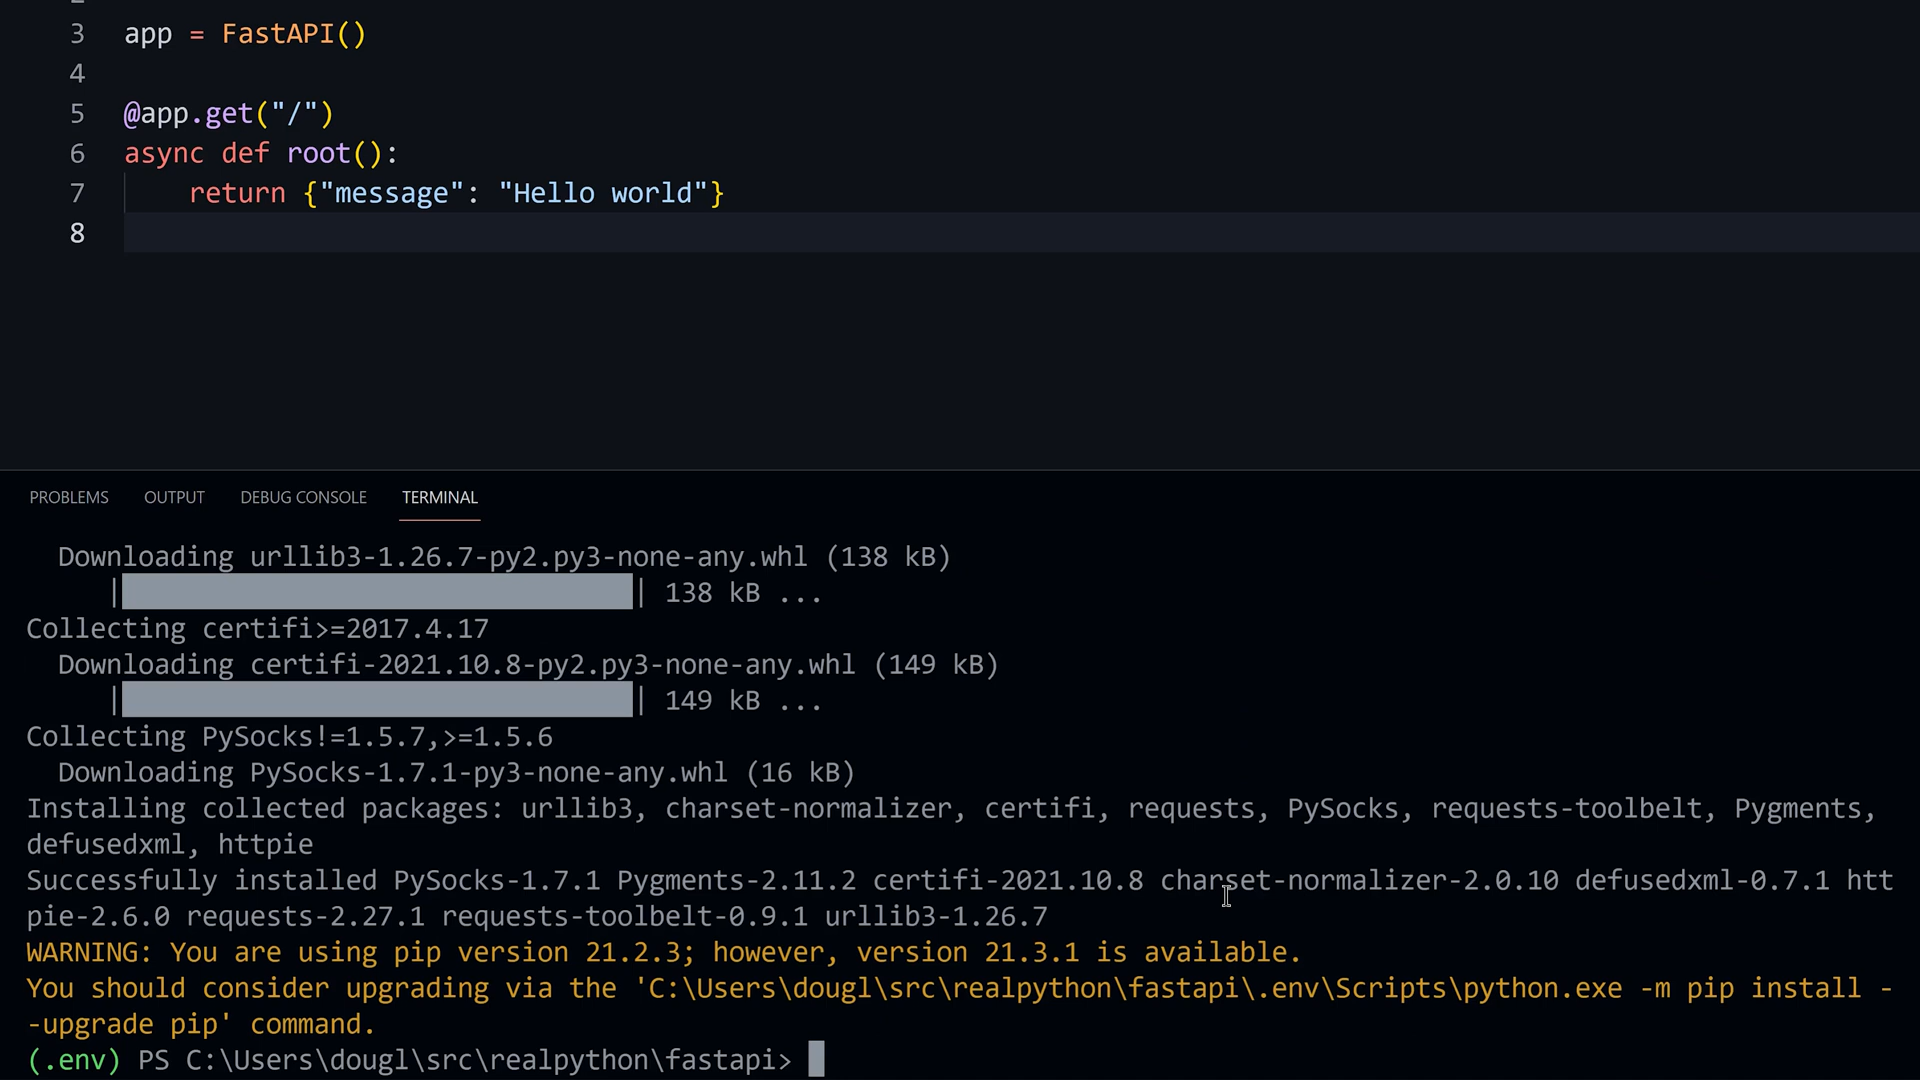 3 app = FastAPI()
4
5 @app.get("/")
6 async def root():
7     return {"message": "Hello world"}
8
PROBLEMS OUTPUT DEBUG CONSOLE TERMINAL
  Downloading urllib3-1.26.7-py2.py3-none-any.whl (138 kB)
     | | 138 kB ...
Collecting certifi>=2017.4.17
  Downloading certifi-2021.10.8-py2.py3-none-any.whl (149 kB)
     | | 149 kB ...
Collecting PySocks!=1.5.7,>=1.5.6
  Downloading PySocks-1.7.1-py3-none-any.whl (16 kB)
Installing collected packages: urllib3, charset-normalizer, certifi, requests, PySocks, requests-toolbelt, Pygments,
defusedxml, httpie
Successfully installed PySocks-1.7.1 Pygments-2.11.2 certifi-2021.10.8 charset-normalizer-2.0.10 defusedxml-0.7.1 htt
pie-2.6.0 requests-2.27.1 requests-toolbelt-0.9.1 urllib3-1.26.7
WARNING: You are using pip version 21.2.3; however, version 21.3.1 is available.
You should consider upgrading via the 'C:\Users\dougl\src\realpython\fastapi\.env\Scripts\python.exe -m pip install -
-upgrade pip' command.
(.env) PS C:\Users\dougl\src\realpython\fastapi>